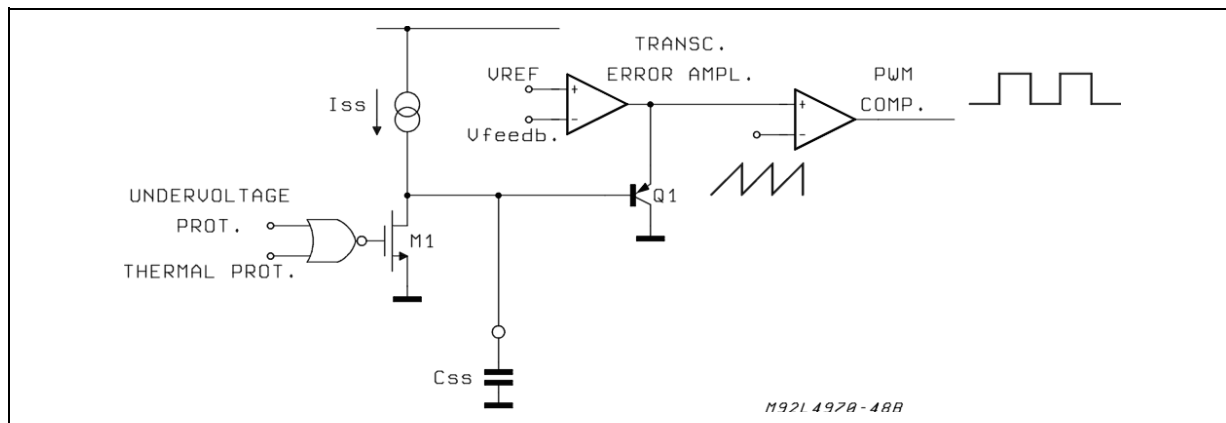 TRANSC.
ERROR AMPL.
PWM
COMP.
VREF
+
-
Vfeedb.
+
-
Iss
Q1
UNDERVOLTAGE
PROT.
M1
THERMAL PROT.
Css
M92L4970-48B